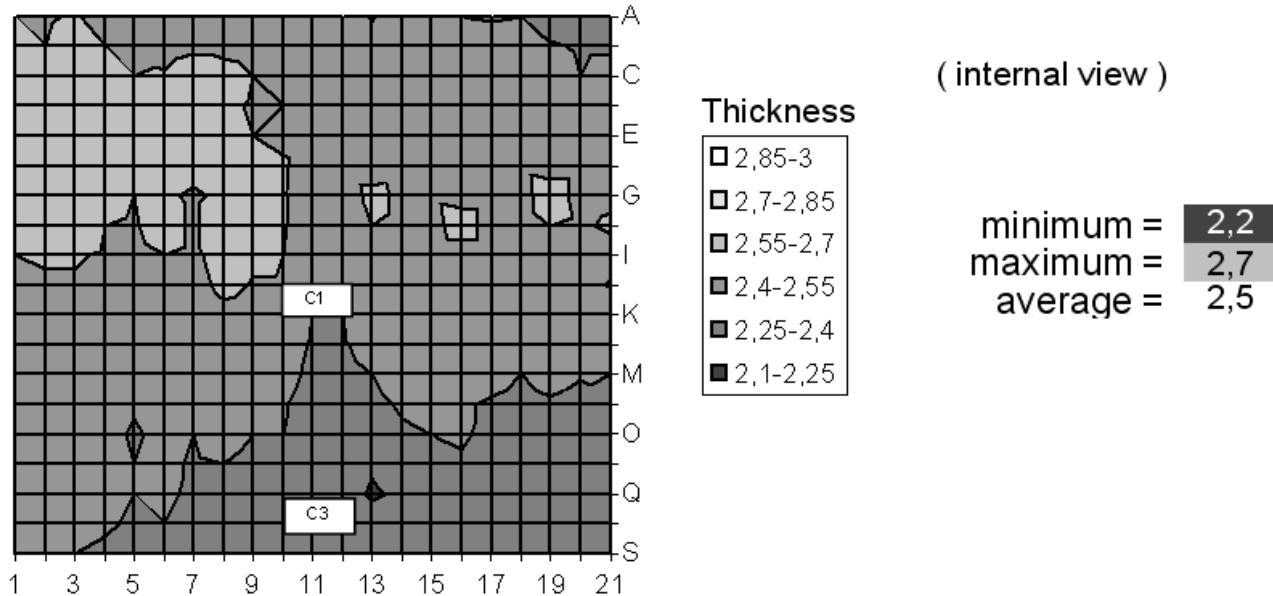 A
C
E
G
I
K
M
O
Q
S
1 3 5 7 9 11 13 15 17 19 21
C1
C3
( internal view )
Thickness
2,85-3
2,7-2,85
2,55-2,7
2,4-2,55
2,25-2,4
2,1-2,25
minimum = 2,2
maximum = 2,7
average = 2,5